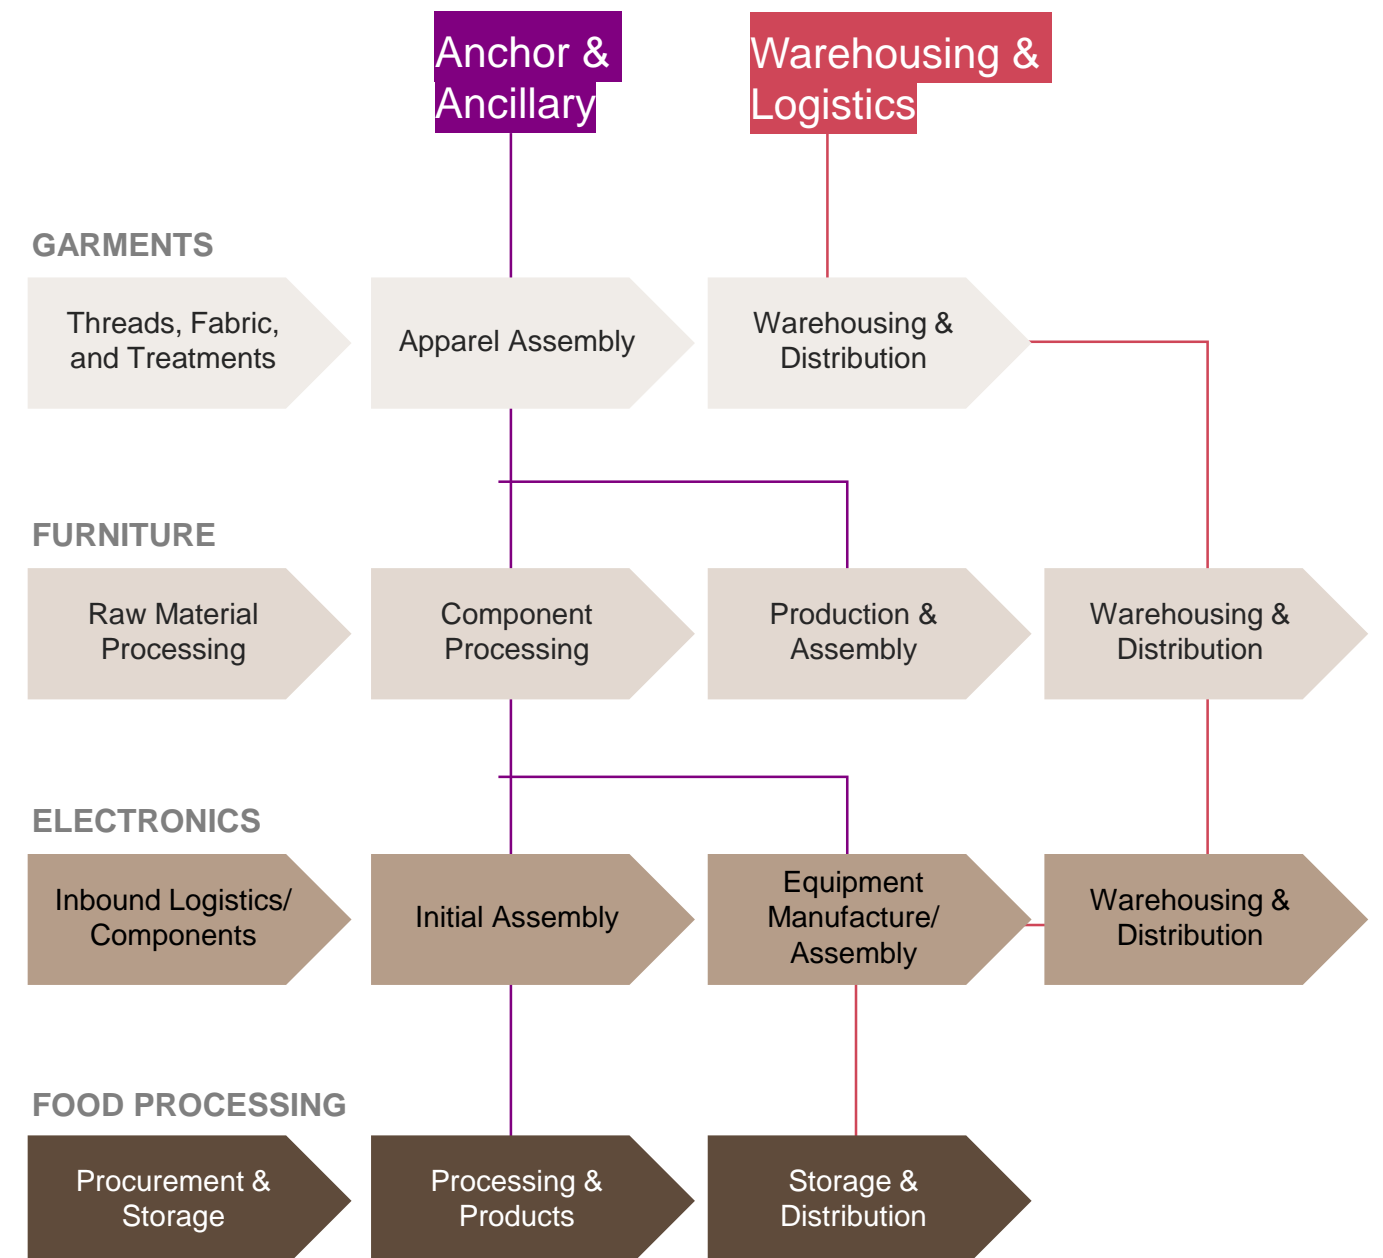 Anchor &
Ancillary
Warehousing &
Logistics
GARMENTS
Threads, Fabric,
and Treatments
Apparel Assembly
Warehousing &
Distribution
FURNITURE
Raw Material
Processing
Component
Processing
Production &
Assembly
Warehousing &
Distribution
ELECTRONICS
Inbound Logistics/
Components
Initial Assembly
Equipment
Manufacture/
Assembly
Warehousing &
Distribution
FOOD PROCESSING
Procurement &
Storage
Processing &
Products
Storage &
Distribution